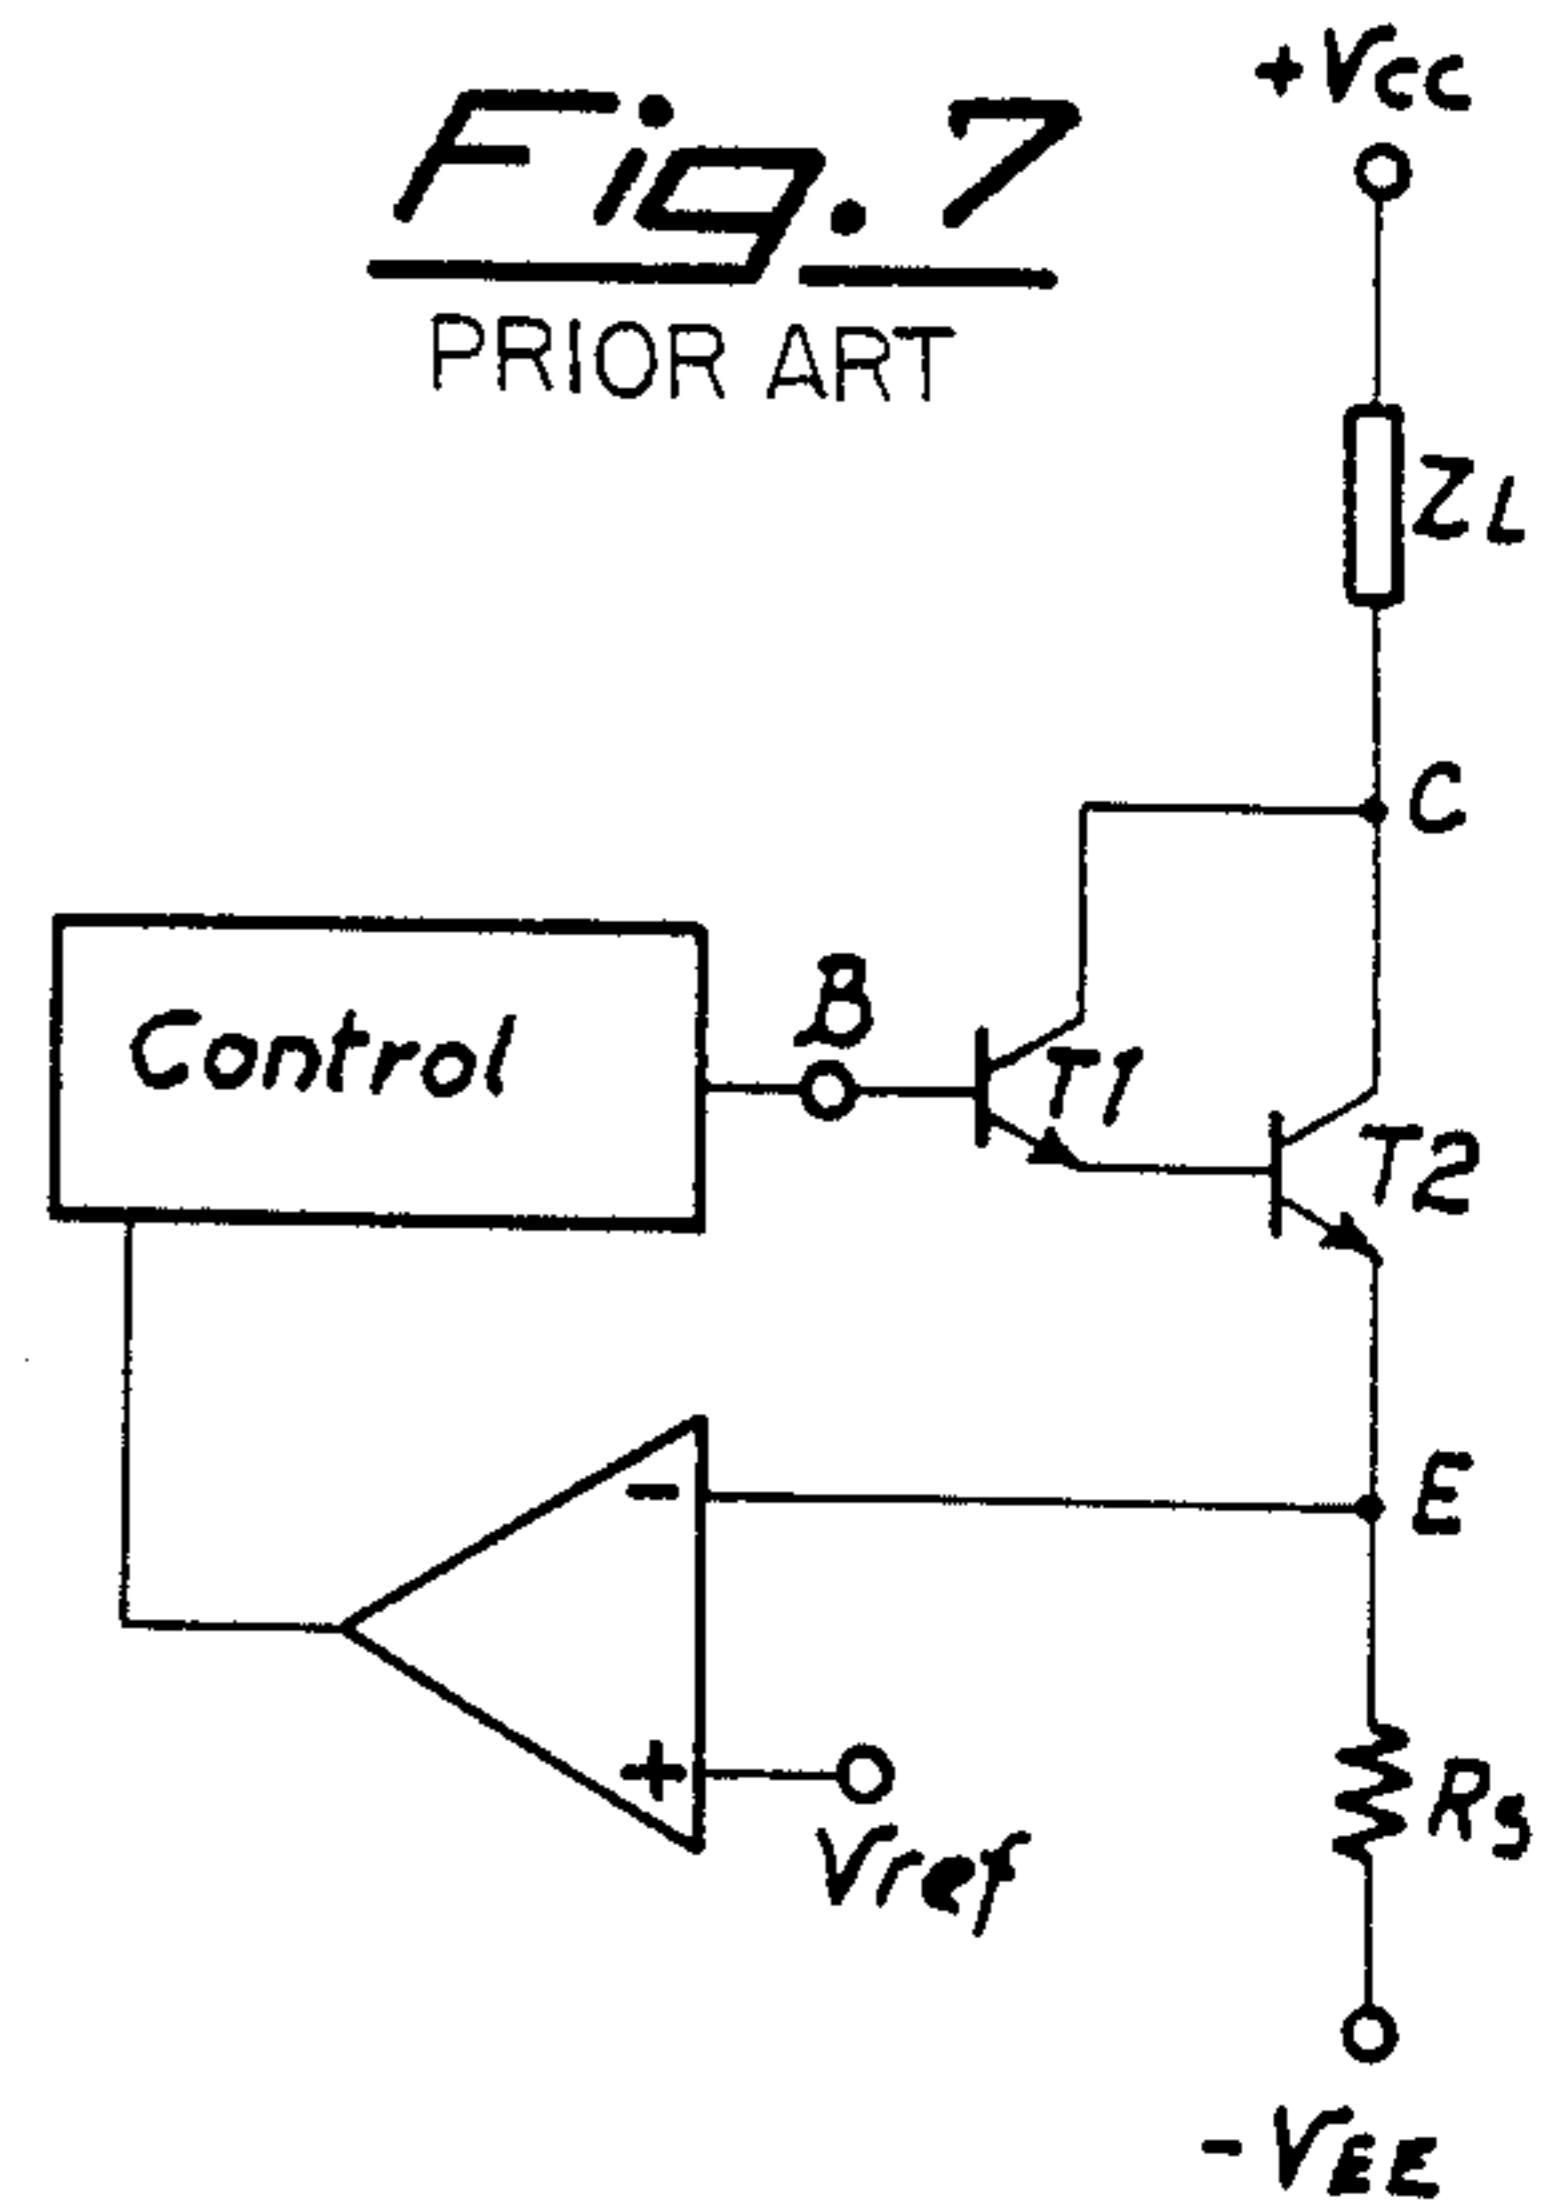 Fig. 7
PRIOR ART
+VCC
ZL
C
Control
B
T1
T2
E
-
+
Vref
Rs
-VEE